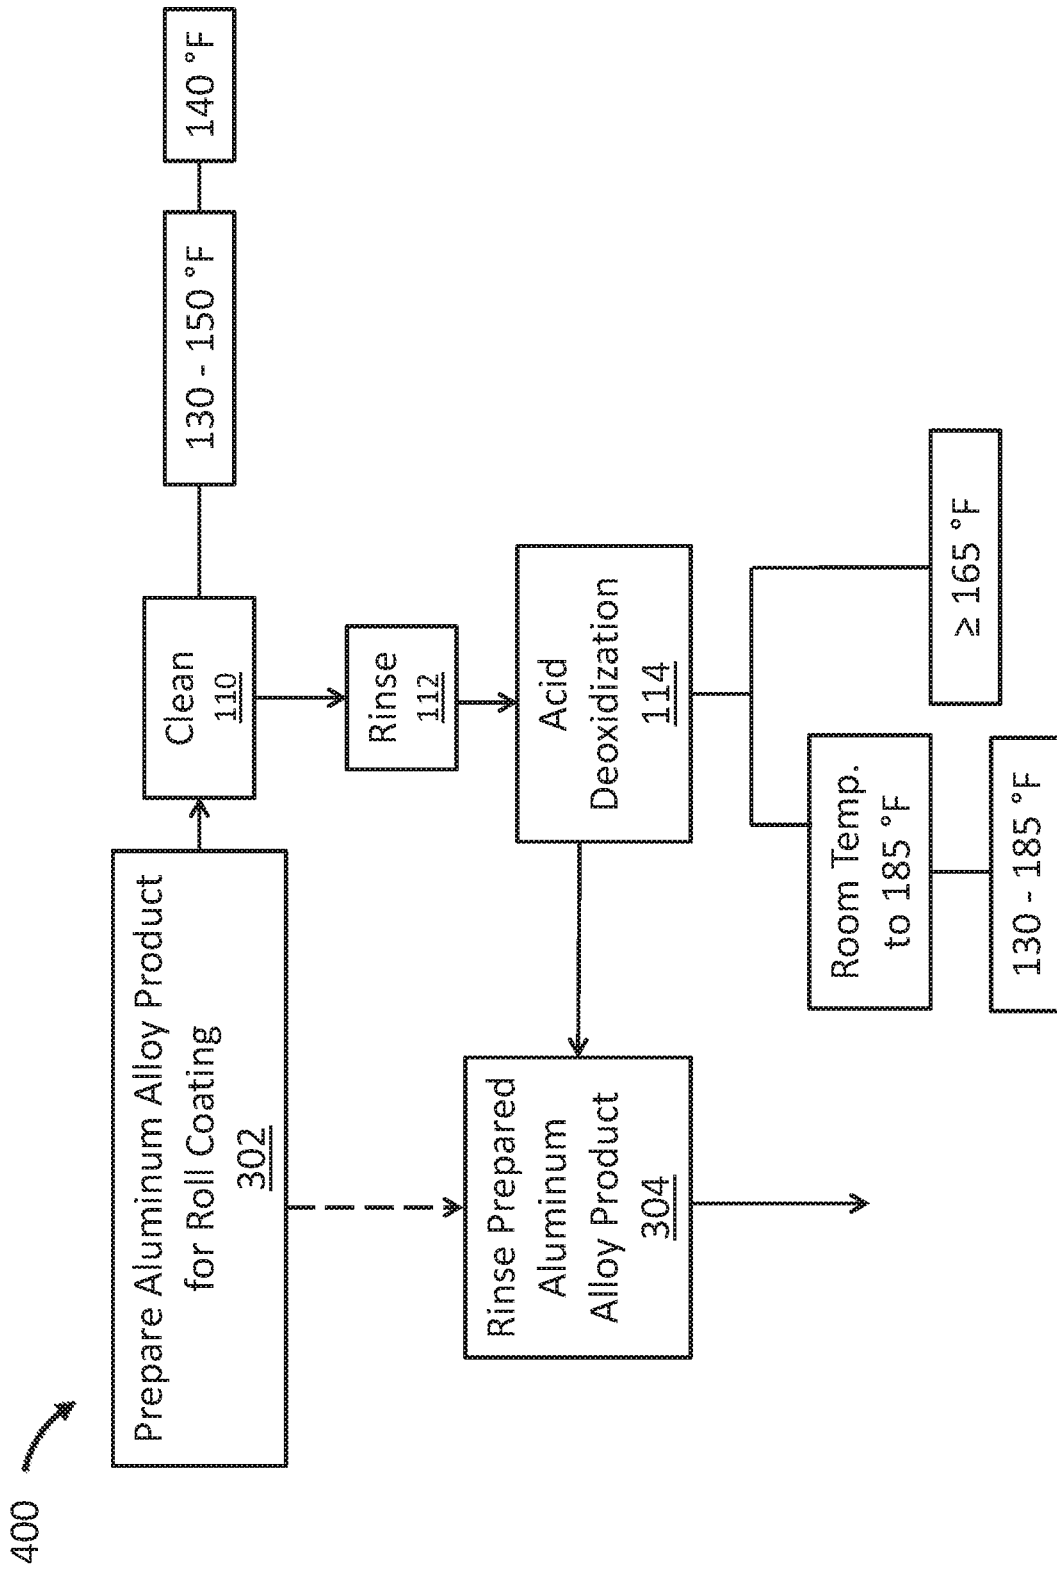 400
Prepare Aluminum Alloy Product
for Roll Coating
302
Clean
110
130 - 150 °F
140 °F
Rinse
112
Rinse Prepared
Aluminum
Alloy Product
304
Acid
Deoxidization
114
Room Temp.
to 185 °F
≥ 165 °F
130 - 185 °F